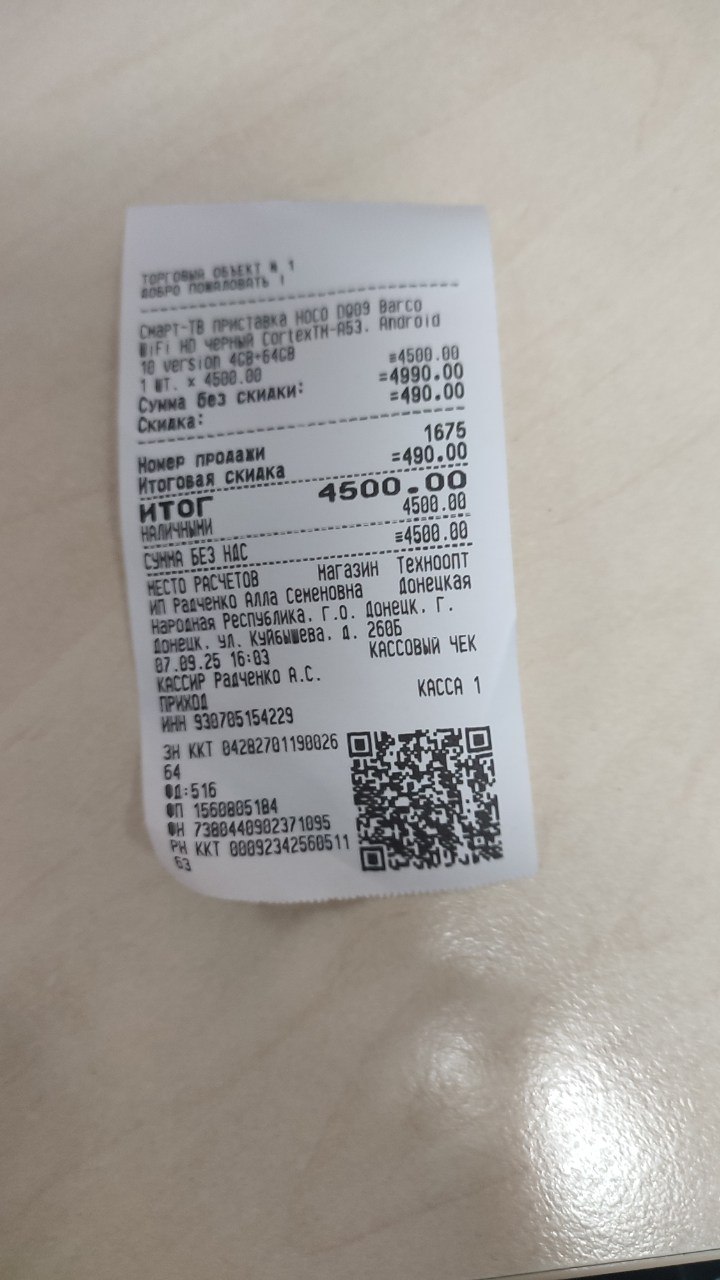 ТОРГОВЫЙ ОБЪЕКТ № 1
ДОБРО ПОЖАЛОВАТЬ !
Смарт-ТВ приставка HOCO DQ09 Barco
WiFi HD черный CortexTM-A53. Android
10 version 4GB+64GB
1 ШТ. x 4500.00 ≡4500.00
Сумма без скидки: =4990.00
Скидка: =490.00
Номер продажи 1675
Итоговая скидка =490.00
ИТОГ 4500.00
НАЛИЧНЫМИ 4500.00
СУММА БЕЗ НДС ≡4500.00
МЕСТО РАСЧЕТОВ Магазин Техноопт
ИП Радченко Алла Семеновна Донецкая
Народная Республика. Г.О. Донецк. Г.
Донецк. ул. Куйбышева. д. 260Б
07.09.25 16:03 КАССОВЫЙ ЧЕК
КАССИР Радченко А.С.
ПРИХОД КАССА 1
ИНН 930705154229
ЗН ККТ 04282701190026
64
ФД:516
ФП 1560805184
ФН 7380440902371095
РН ККТ 00092342560511
63